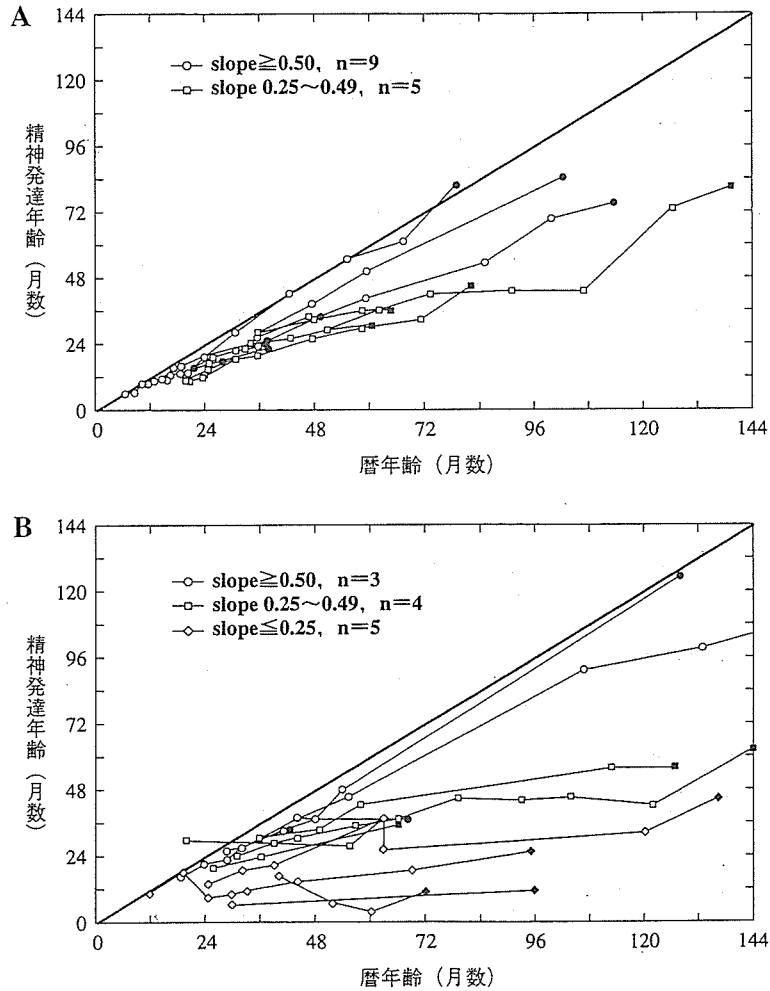 A
slope≧0.50, n=9
slope 0.25～0.49, n=5
144
120
96
72
48
24
0
精神発達年齢（月数）
0 24 48 72 96 120 144
暦年齢（月数）
B
slope≧0.50, n=3
slope 0.25～0.49, n=4
slope≦0.25, n=5
144
120
96
72
48
24
0
精神発達年齢（月数）
0 24 48 72 96 120 144
暦年齢（月数）